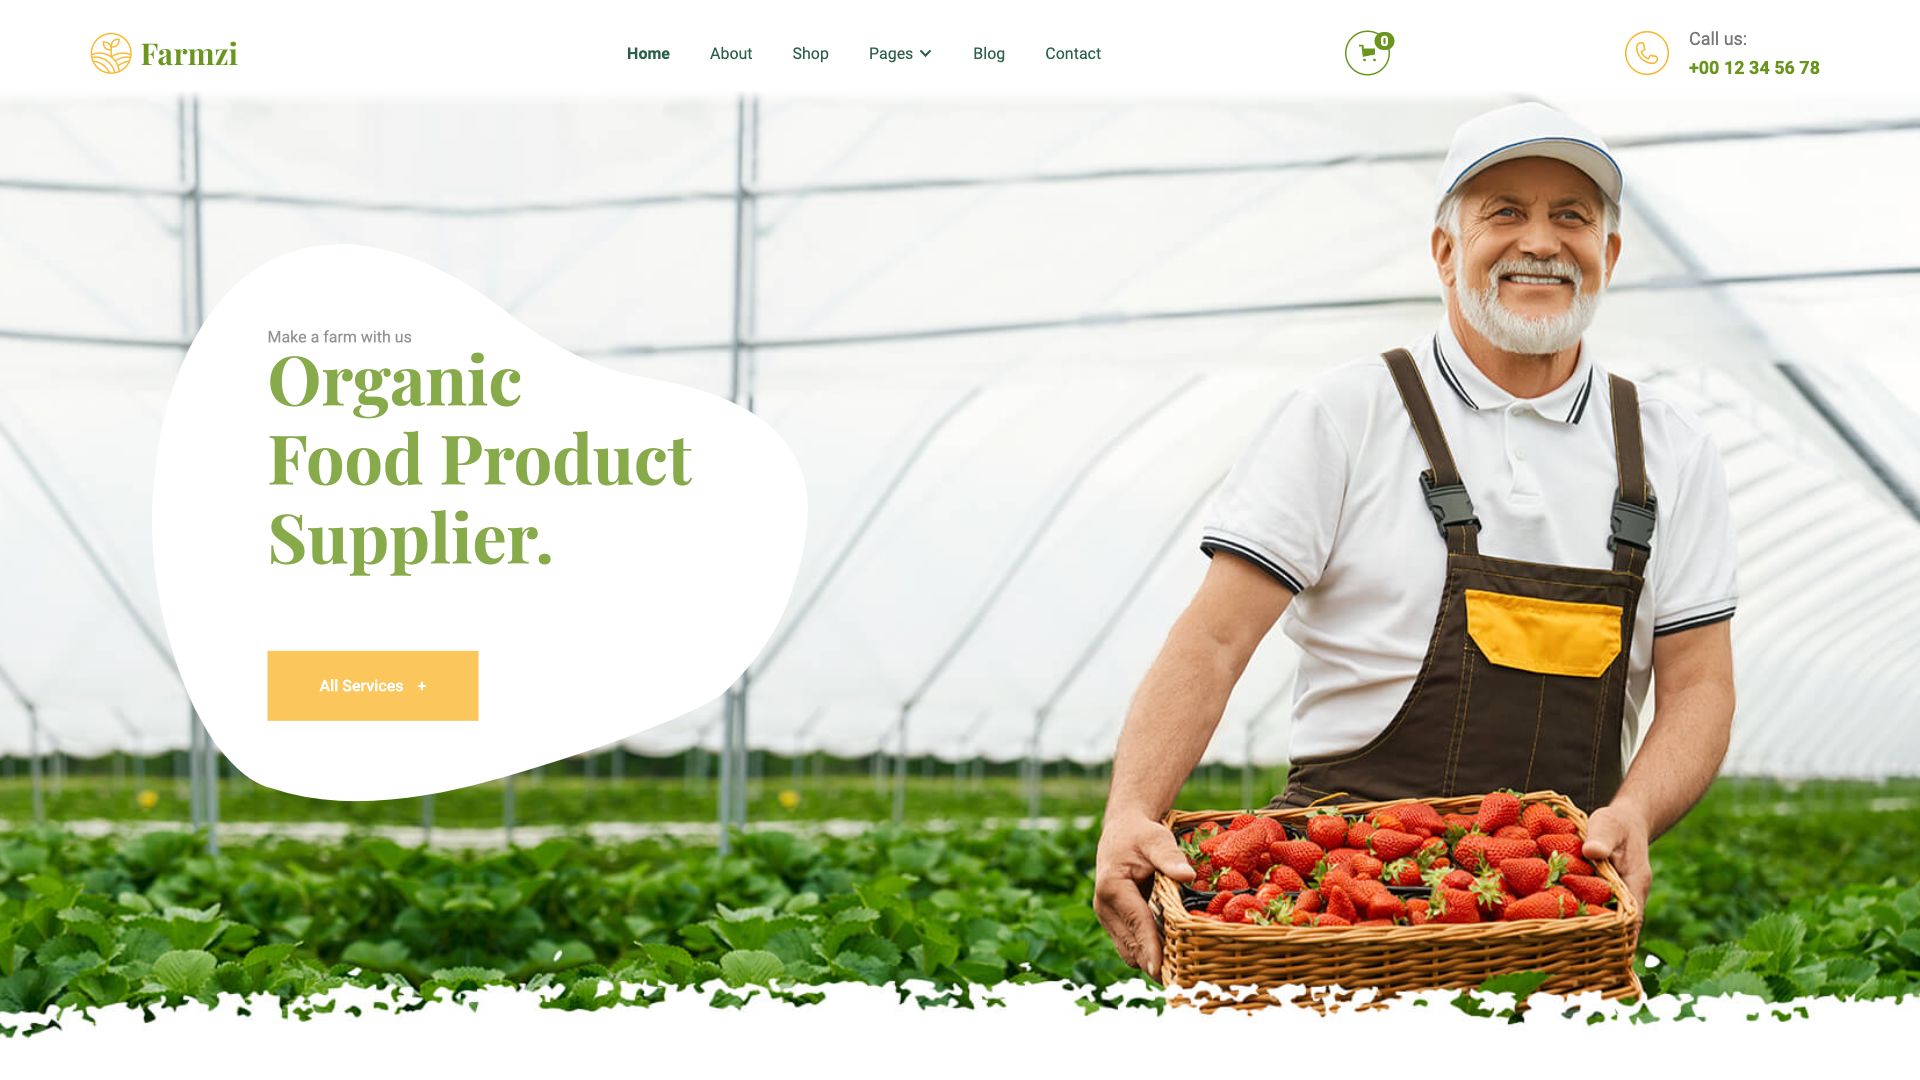 Farmzi
Home
About
Shop
Pages
Blog
Contact
0
Call us:
+00 12 34 56 78
Make a farm with us
Organic
Food Product
Supplier.
All Services +